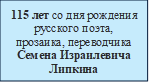 115 лет со дня рождения
русского поэта,
прозаика, переводчика
Семена Израилевича
Липкина